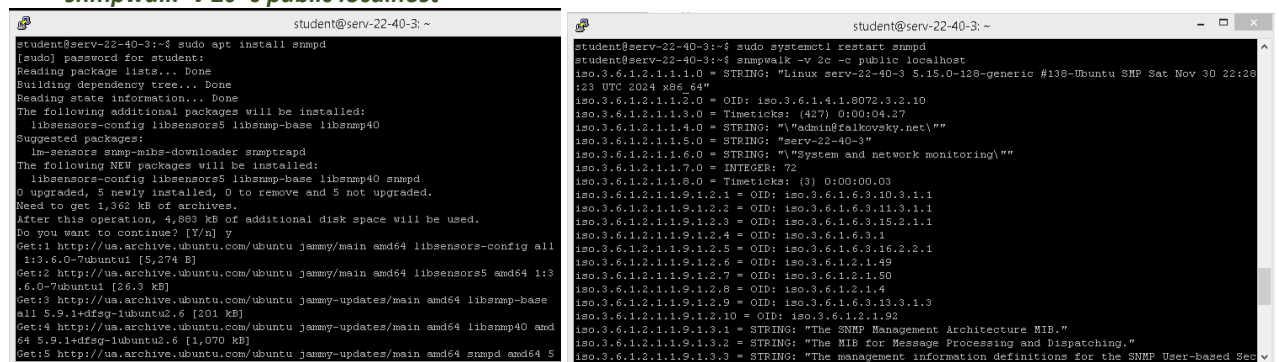 snmpwalk -v 2c -c public localhost
student@serv-22-40-3: ~
student@serv-22-40-3:~$ sudo apt install snmpd
[sudo] password for student:
Reading package lists... Done
Building dependency tree... Done
Reading state information... Done
The following additional packages will be installed:
libsensors-config libsensors5 libsnmp-base libsnmp40
Suggested packages:
lm-sensors snmp-mibs-downloader snmptrapd
The following NEW packages will be installed:
libsensors-config libsensors5 libsnmp-base libsnmp40 snmpd
0 upgraded, 5 newly installed, 0 to remove and 5 not upgraded.
Need to get 1,362 kB of archives.
After this operation, 4,883 kB of additional disk space will be used.
Do you want to continue? [Y/n] y
Get:1 http://ua.archive.ubuntu.com/ubuntu jammy/main amd64 libsensors-config all
1:3.6.0-7ubuntu1 [5,274 B]
Get:2 http://ua.archive.ubuntu.com/ubuntu jammy/main amd64 libsensors5 amd64 1:3
.6.0-7ubuntu1 [26.3 kB]
Get:3 http://ua.archive.ubuntu.com/ubuntu jammy-updates/main amd64 libsnmp-base
all 5.9.1+dfsg-1ubuntu2.6 [201 kB]
Get:4 http://ua.archive.ubuntu.com/ubuntu jammy-updates/main amd64 libsnmp40 amd
64 5.9.1+dfsg-1ubuntu2.6 [1,070 kB]
Get:5 http://ua.archive.ubuntu.com/ubuntu jammy-updates/main amd64 snmpd amd64 5
student@serv-22-40-3: ~
student@serv-22-40-3:~$ sudo systemctl restart snmpd
student@serv-22-40-3:~$ snmpwalk -v 2c -c public localhost
iso.3.6.1.2.1.1.1.0 = STRING: "Linux serv-22-40-3 5.15.0-128-generic #138-Ubuntu SMP Sat Nov 30 22:28
:23 UTC 2024 x86_64"
iso.3.6.1.2.1.1.2.0 = OID: iso.3.6.1.4.1.8072.3.2.10
iso.3.6.1.2.1.1.3.0 = Timeticks: (427) 0:00:04.27
iso.3.6.1.2.1.1.4.0 = STRING: "\"admin@falkovsky.net\""
iso.3.6.1.2.1.1.5.0 = STRING: "serv-22-40-3"
iso.3.6.1.2.1.1.6.0 = STRING: "\"System and network monitoring\""
iso.3.6.1.2.1.1.7.0 = INTEGER: 72
iso.3.6.1.2.1.1.8.0 = Timeticks: (3) 0:00:00.03
iso.3.6.1.2.1.1.9.1.2.1 = OID: iso.3.6.1.6.3.10.3.1.1
iso.3.6.1.2.1.1.9.1.2.2 = OID: iso.3.6.1.6.3.11.3.1.1
iso.3.6.1.2.1.1.9.1.2.3 = OID: iso.3.6.1.6.3.15.2.1.1
iso.3.6.1.2.1.1.9.1.2.4 = OID: iso.3.6.1.6.3.1
iso.3.6.1.2.1.1.9.1.2.5 = OID: iso.3.6.1.6.3.16.2.2.1
iso.3.6.1.2.1.1.9.1.2.6 = OID: iso.3.6.1.2.1.49
iso.3.6.1.2.1.1.9.1.2.7 = OID: iso.3.6.1.2.1.50
iso.3.6.1.2.1.1.9.1.2.8 = OID: iso.3.6.1.2.1.4
iso.3.6.1.2.1.1.9.1.2.9 = OID: iso.3.6.1.6.3.13.3.1.3
iso.3.6.1.2.1.1.9.1.2.10 = OID: iso.3.6.1.2.1.92
iso.3.6.1.2.1.1.9.1.3.1 = STRING: "The SNMP Management Architecture MIB."
iso.3.6.1.2.1.1.9.1.3.2 = STRING: "The MIB for Message Processing and Dispatching."
iso.3.6.1.2.1.1.9.1.3.3 = STRING: "The management information definitions for the SNMP User-based Sec